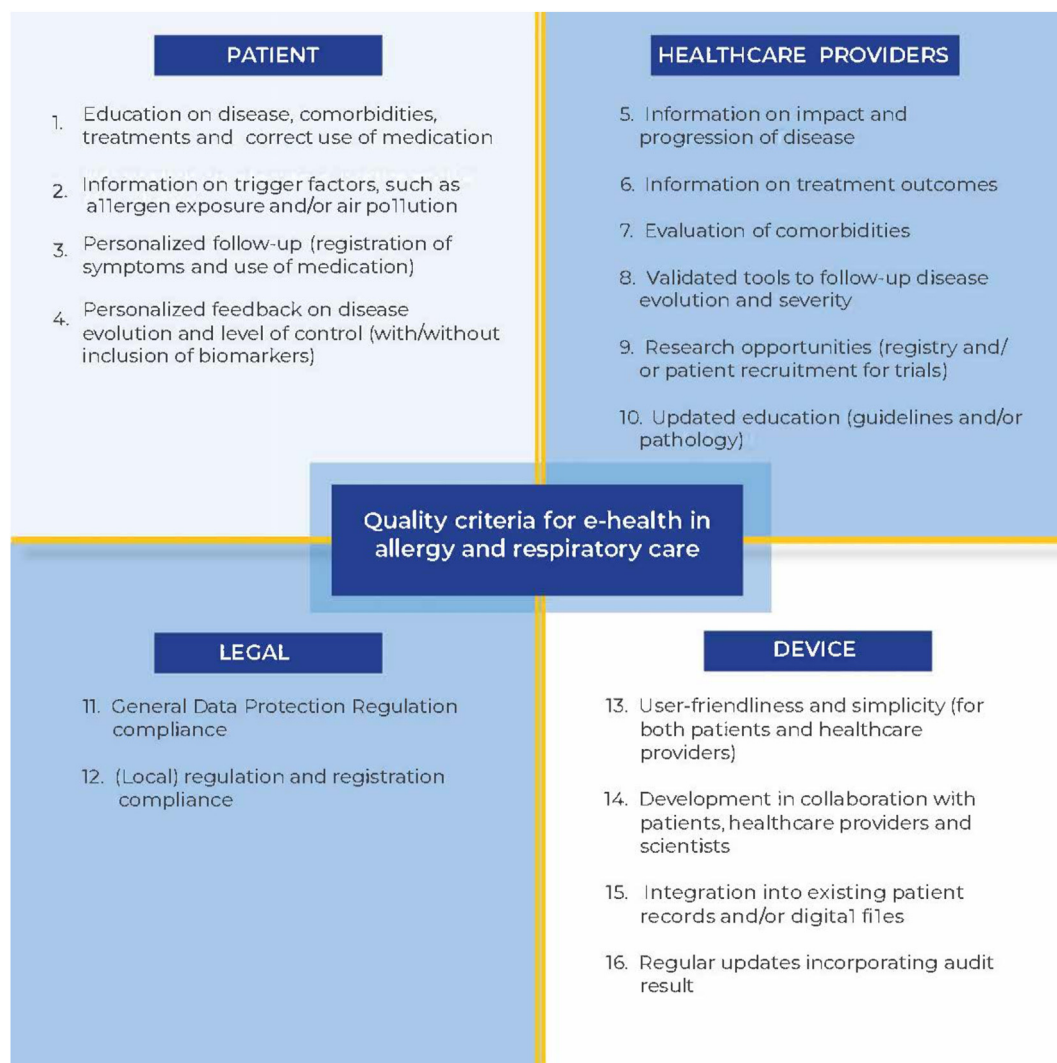 PATIENT
1. Education on disease, comorbidities,
treatments and correct use of medication
2. Information on trigger factors, such as
a11ergen exposure and/or air po11ution
3. Personalized follow-up (registration of
symptoms and use of medication)
4. Personalized feedback on disease
evolution and level of control (with/without
inclusion of biomarkers)
HEALTHCARE PROVIDERS
5. Information on impact and
progression of disease
6. Information on treatment outcomes
7. Evaluation of comorbidities
8. Validated tools to follow-up disease
evolution and severity
9. Research opportunities (registry and/
or patient recruitment for trials)
10. Updated education (guidelines and/or
pathology)
Quality criteria for e-health in
allergy and respiratory care
LEGAL
11. General Data Protection Regulation
compliance
12. (Local) regulation and registration
compliance
DEVICE
13. User-friendliness and simplicity (for
both patients and healthcare
providers)
14. Development in collaboration with
patients, healthcare providers and
scientists
15. Integration into existing patient
records and/or digita1 fi1es
16. Regular updates incorporating audit
result